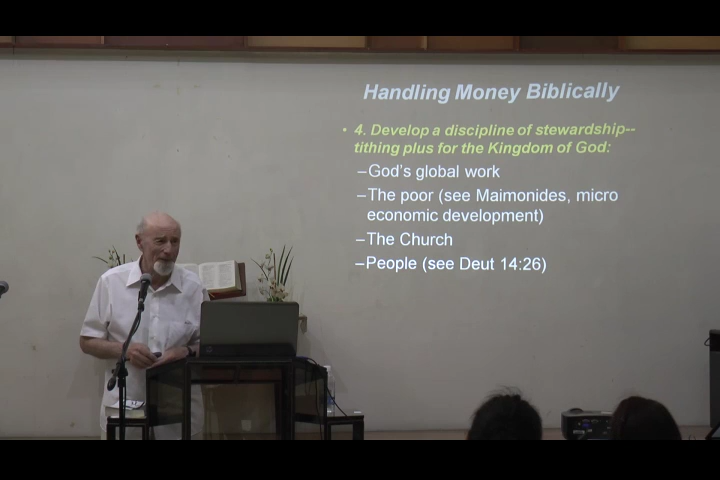 Handling Money Biblically
• 4. Develop a discipline of stewardship--
tithing plus for the Kingdom of God:
–God's global work
–The poor (see Maimonides, micro
economic development)
–The Church
–People (see Deut 14:26)